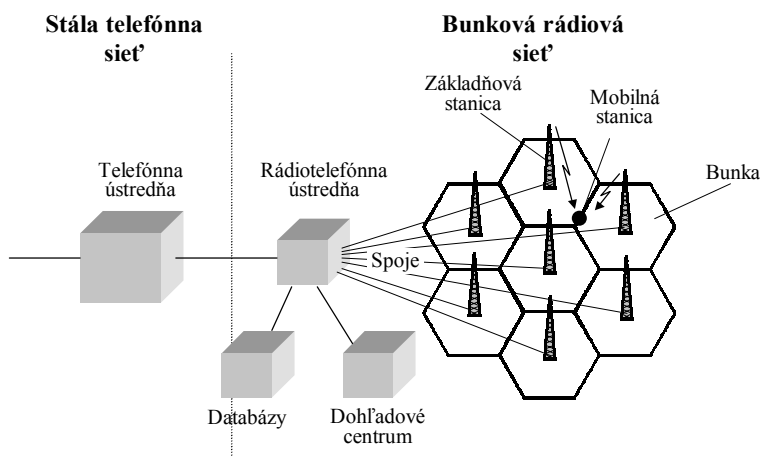 Stála telefónna
sieť
Bunková rádiová
sieť
Základňová
stanica
Mobilná
stanica
Telefónna
ústredňa
Rádiotelefónna
ústredňa
Bunka
Spoje
Databázy
Dohľadové
centrum